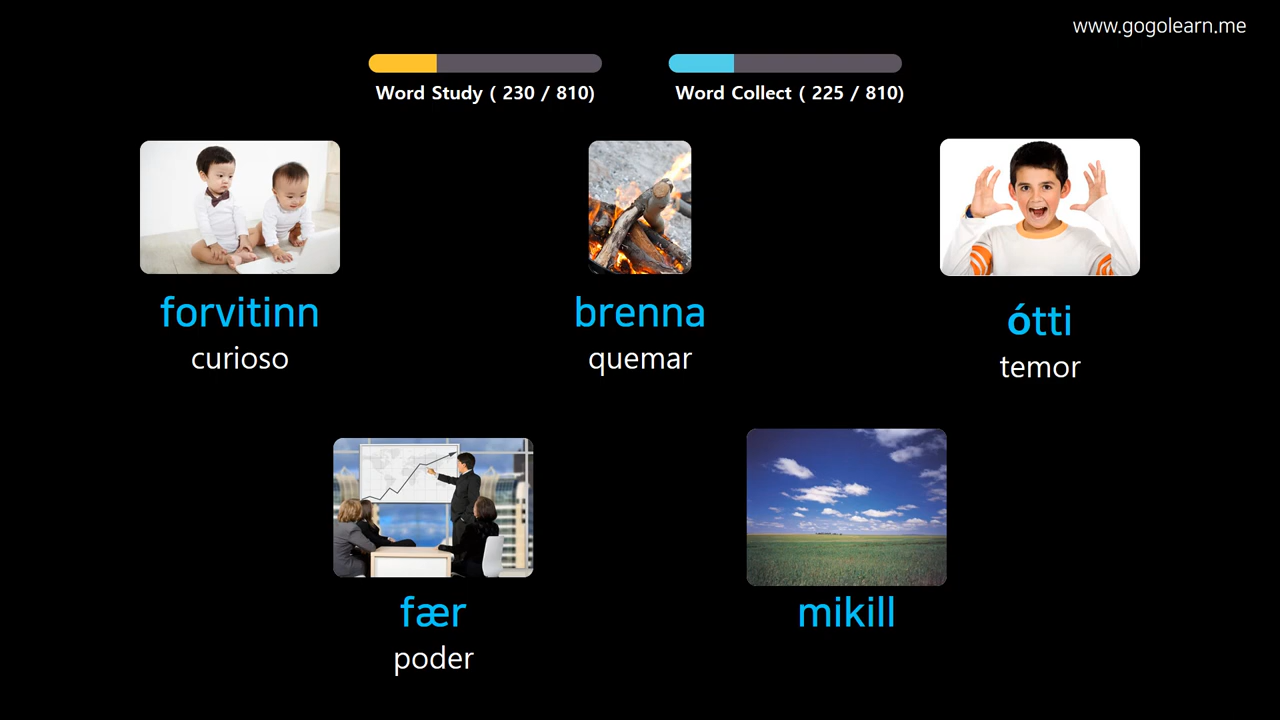 www.gogolearn.me
Word Study ( 230 / 810)
Word Collect ( 225 / 810)
forvitinn
curioso
brenna
quemar
ótti
temor
fær
poder
mikill